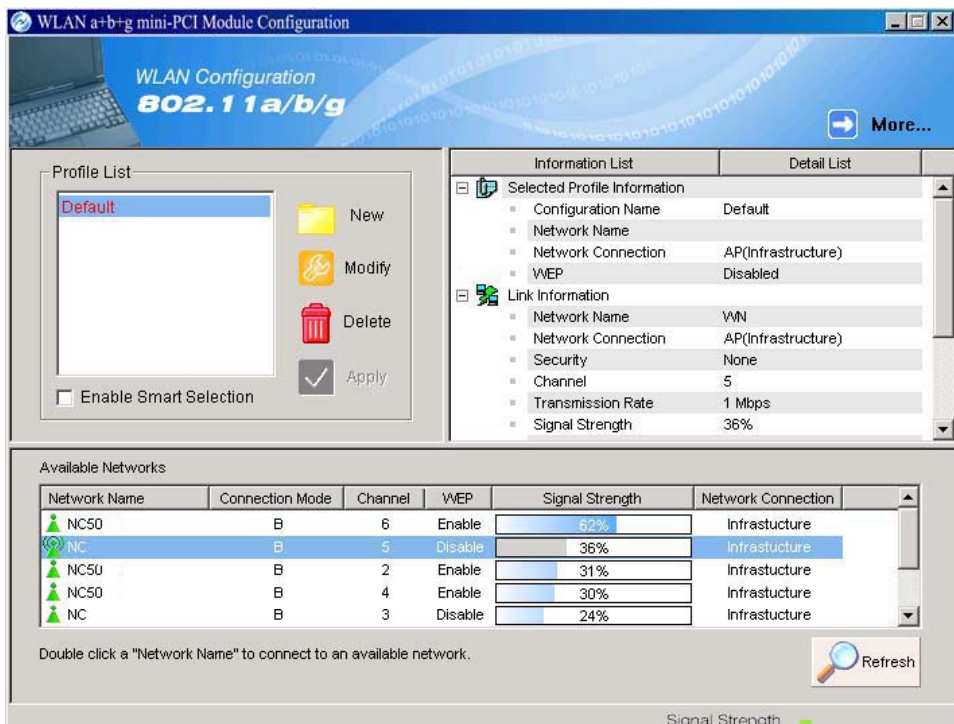 WLAN a+b+g mini-PCI Module Configuration
WLAN Configuration
802.11a/b/g
More...
Profile List
Default
New
Modify
Delete
Apply
Enable Smart Selection
Information List Detail List
Selected Profile Information
Configuration Name Default
Network Name
Network Connection AP(Infrastructure)
WEP Disabled
Link Information
Network Name WN
Network Connection AP(Infrastructure)
Security None
Channel 5
Transmission Rate 1 Mbps
Signal Strength 36%
Available Networks
Network Name Connection Mode Channel WEP Signal Strength Network Connection
NC50 B 6 Enable 62% Infrastucture
NC B 5 Disable 36% Infrastucture
NC50 B 2 Enable 31% Infrastucture
NC50 B 4 Enable 30% Infrastucture
NC B 3 Disable 24% Infrastucture
Double click a "Network Name" to connect to an available network.
Refresh
Signal Strength